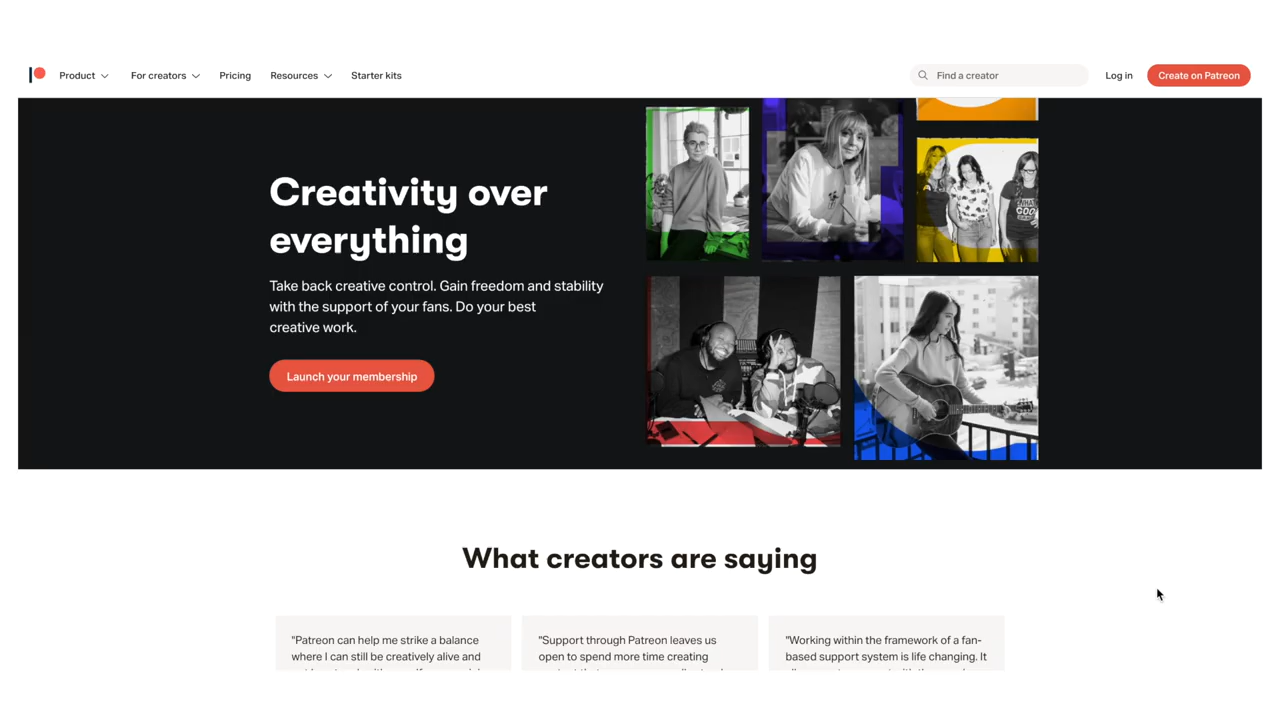 Product
For creators
Pricing
Resources
Starter kits
Find a creator
Log in
Create on Patreon
Creativity over
everything
Take back creative control. Gain freedom and stability
with the support of your fans. Do your best
creative work.
Launch your membership
What creators are saying
"Patreon can help me strike a balance
where I can still be creatively alive and
"Support through Patreon leaves us
open to spend more time creating
"Working within the framework of a fan-
based support system is life changing. It